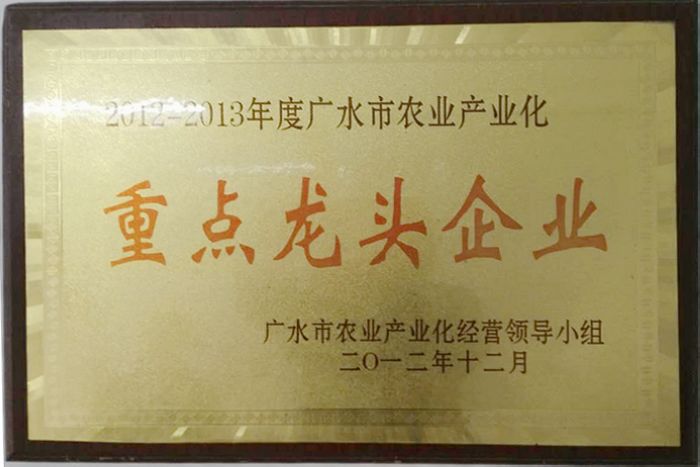 2012-2013年度广水市农业产业化
重点龙头企业
广水市农业产业化经营领导小组
二〇一二年十二月